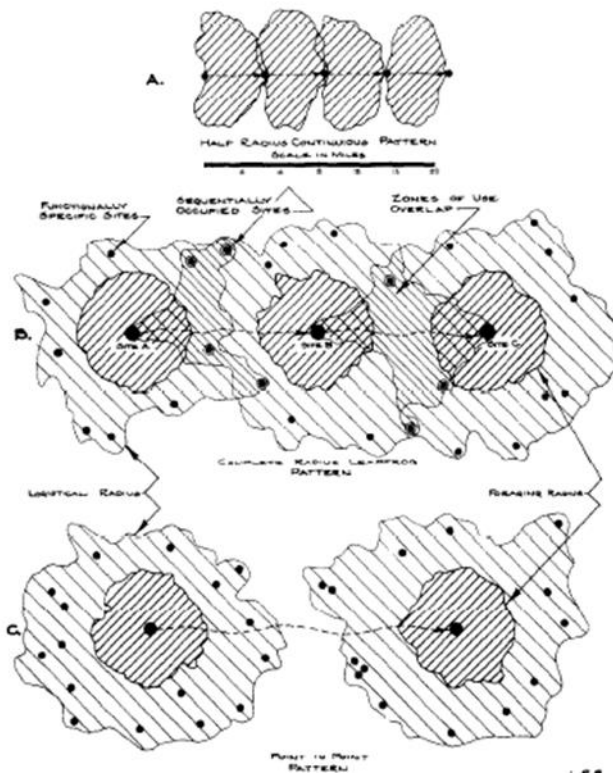 A.
HALF RADIUS CONTINUOUS PATTERN
SCALE IN MILES
FUNCTIONALLY
SPECIFIC SITES
SEQUENTIALLY
OCCUPIED SITES
ZONES OF USE
OVERLAP
B.
SITE A
SITE B
SITE C
COMPLETE RADIUS LEAPFROG
PATTERN
LOGISTICAL RADIUS
FORAGING RADIUS
C.
POINT TO POINT
PATTERN